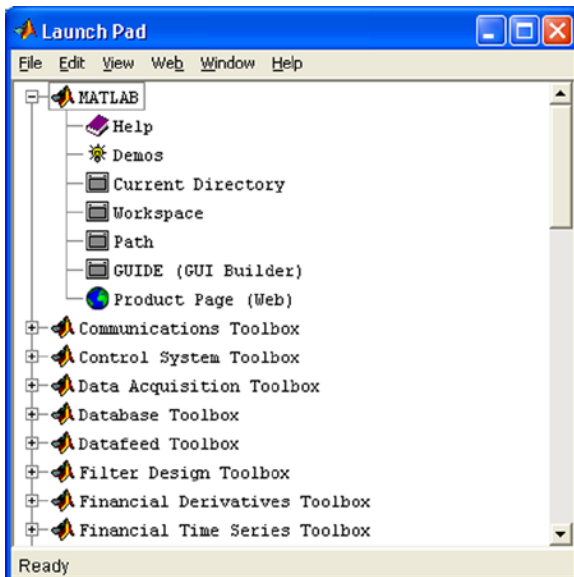 Launch Pad
File Edit View Web Window Help
MATLAB
Help
Demos
Current Directory
Workspace
Path
GUIDE (GUI Builder)
Product Page (Web)
Communications Toolbox
Control System Toolbox
Data Acquisition Toolbox
Database Toolbox
Datafeed Toolbox
Filter Design Toolbox
Financial Derivatives Toolbox
Financial Time Series Toolbox
Ready